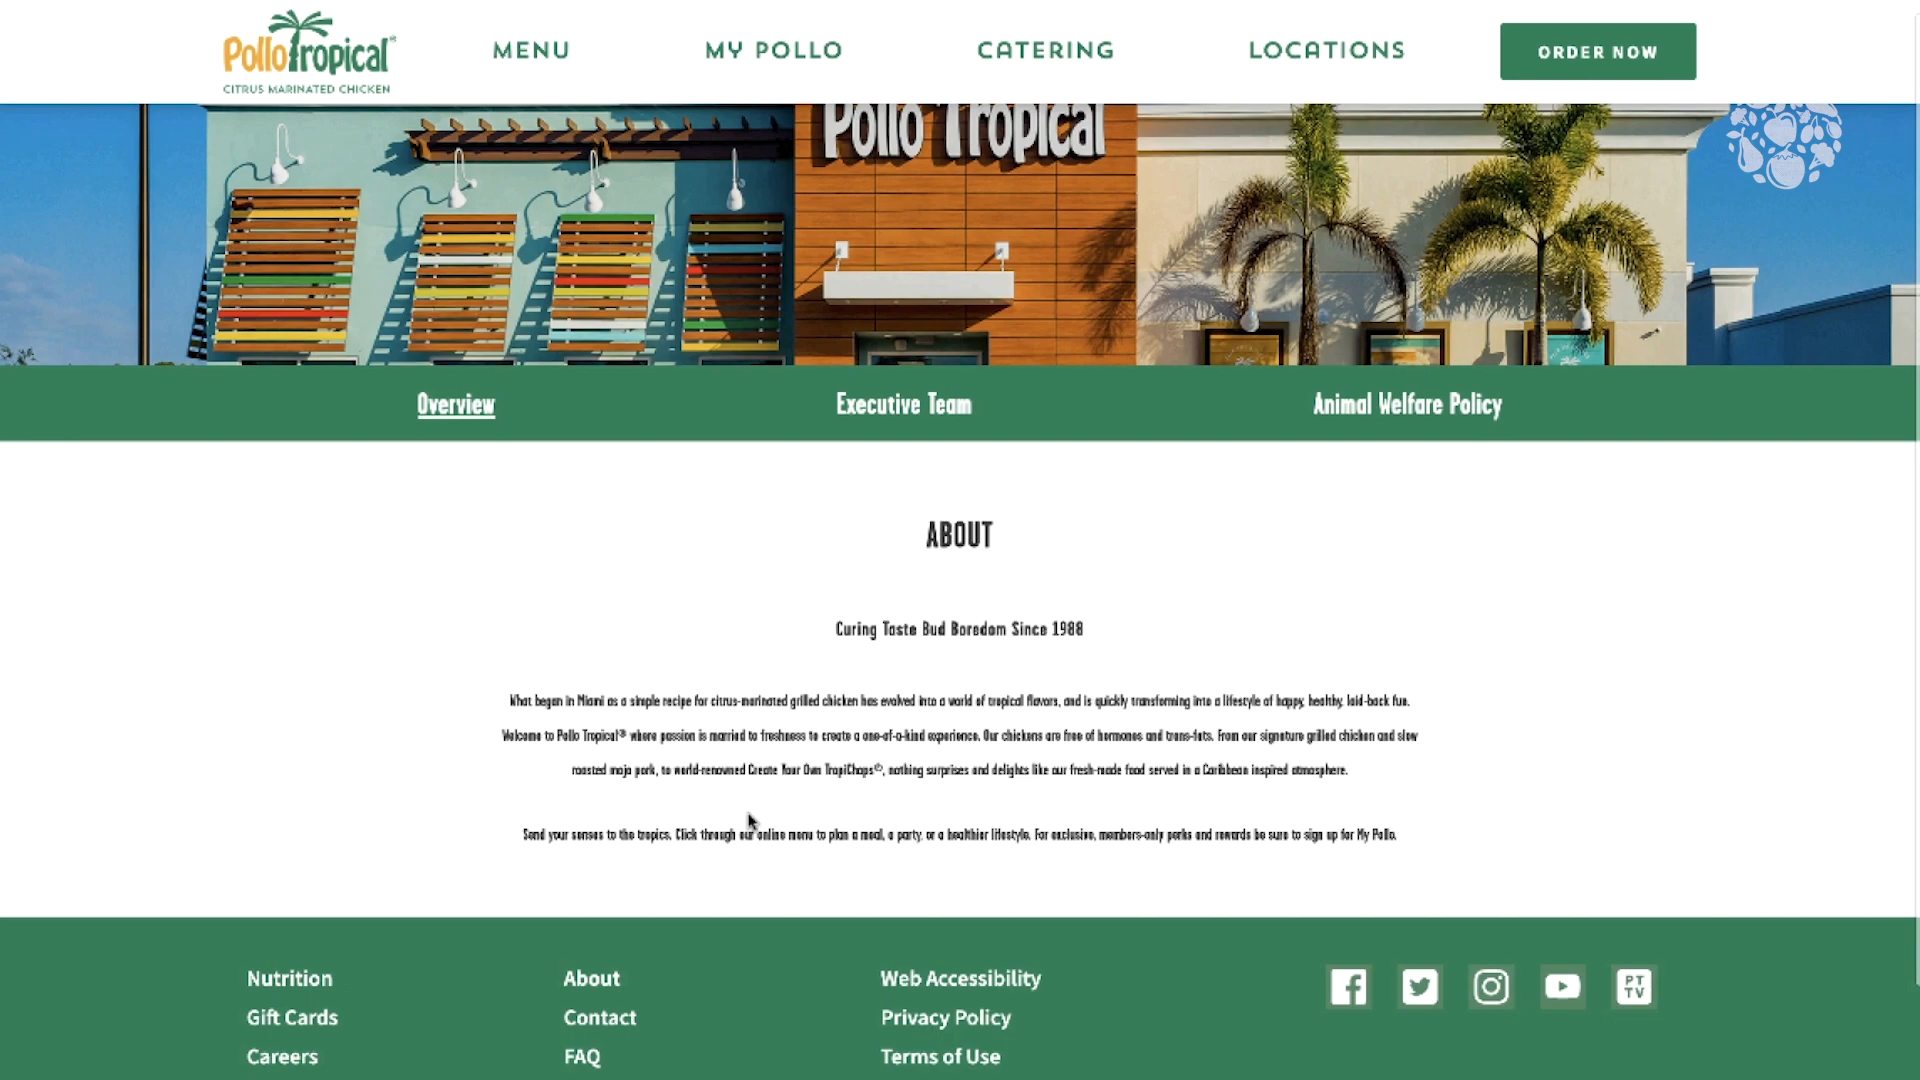 PolloTropical®
CITRUS MARINATED CHICKEN
MENU
MY POLLO
CATERING
LOCATIONS
ORDER NOW
Pollo Tropical
Overview
Executive Team
Animal Welfare Policy
ABOUT
Curing Taste Bud Boredom Since 1988
What began in Miami as a simple recipe for citrus-marinated grilled chicken has evolved into a world of tropical flavors, and is quickly transforming into a lifestyle of happy, healthy, laid-back fun.
Welcome to Pollo Tropical® where passion is married to freshness to create a one-of-a-kind experience. Our chickens are free of hormones and trans-fats. From our signature grilled chicken and slow
roasted mojo pork, to world-renowned Create Your Own TropiChops®, nothing surprises and delights like our fresh-made food served in a Caribbean inspired atmosphere.
Send your senses to the tropics. Click through our online menu to plan a meal, a party, or a healthier lifestyle. For exclusive, members-only perks and rewards be sure to sign up for My Pollo.
Nutrition
About
Web Accessibility
PT
TV
Gift Cards
Contact
Privacy Policy
Careers
FAQ
Terms of Use